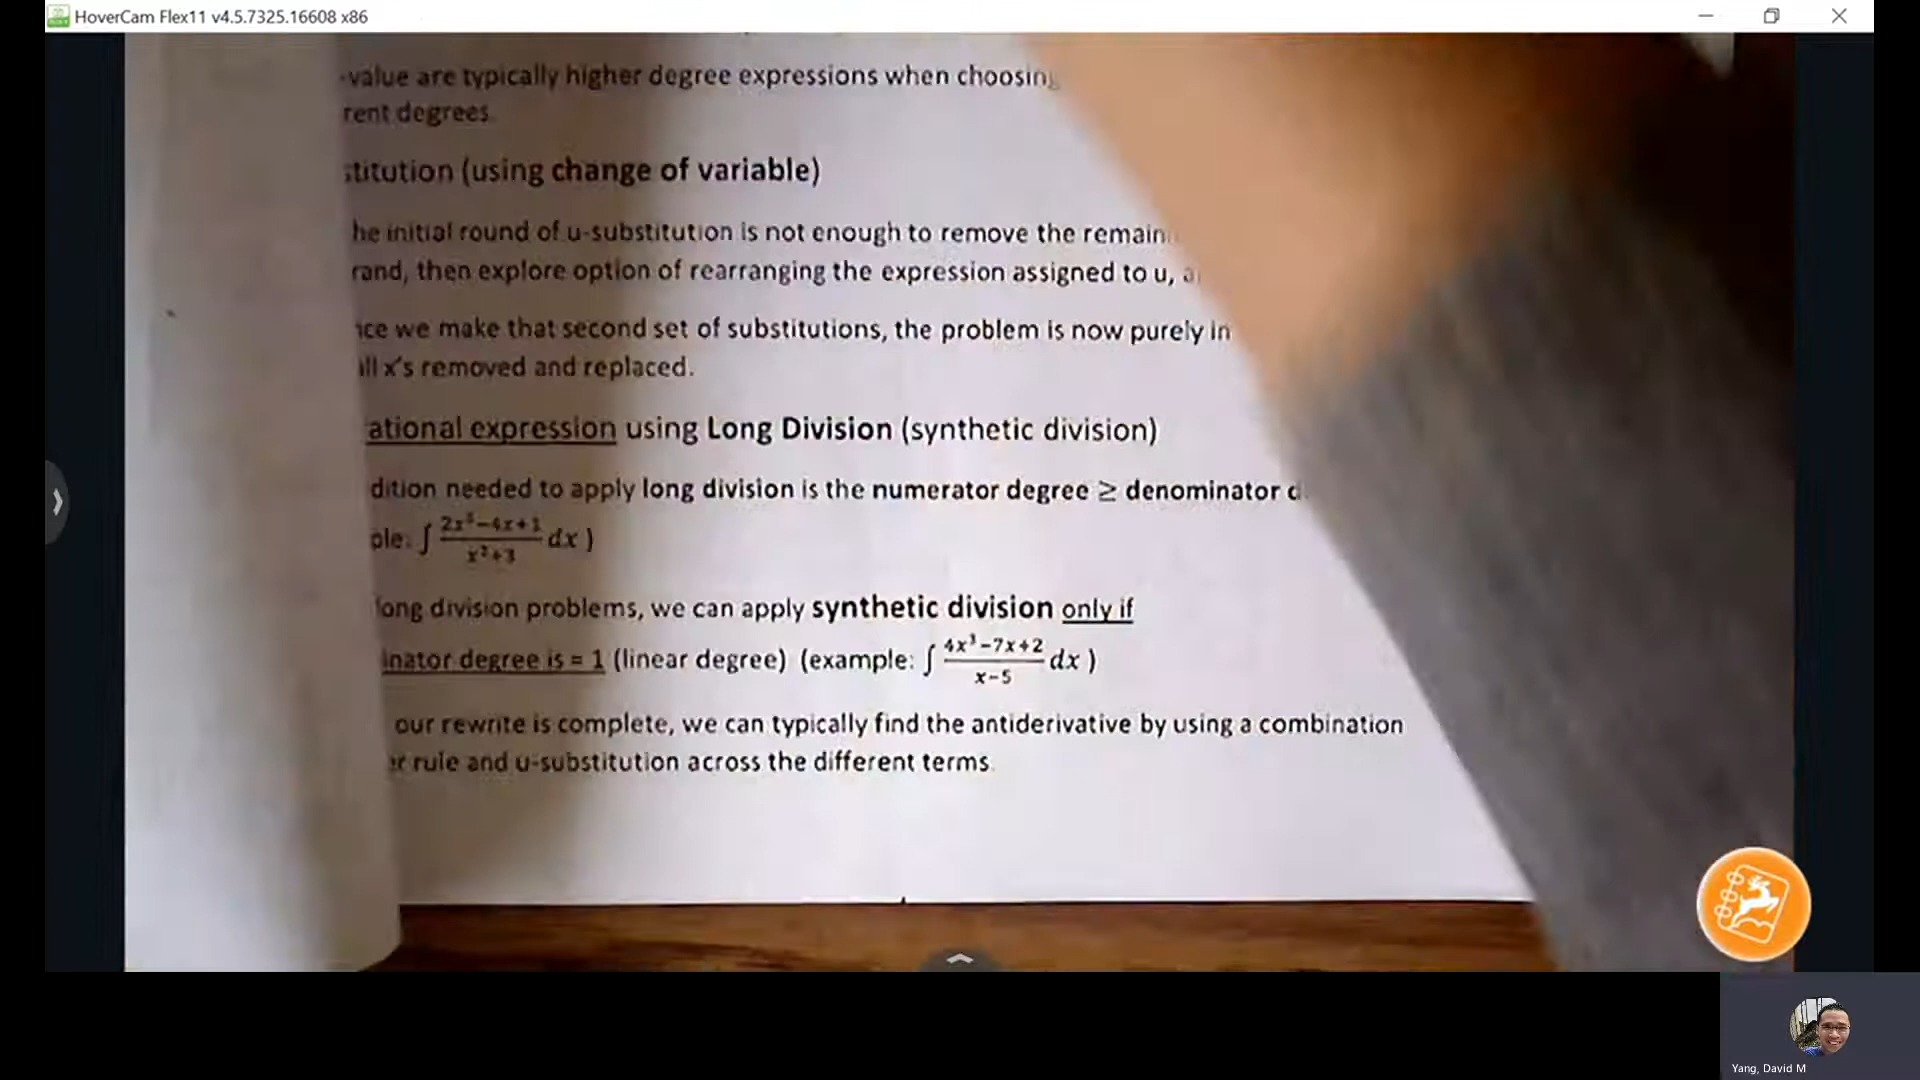 HoverCam Flex11 v4.5.7325.16608 x86
-value are typically higher degree expressions when choosing
rent degrees.
stitution (using change of variable)
he initial round of u-substitution is not enough to remove the remain
rand, then explore option of rearranging the expression assigned to u, a
nce we make that second set of substitutions, the problem is now purely in
all x's removed and replaced.
ational expression using Long Division (synthetic division)
dition needed to apply long division is the numerator degree ≥ denominator d
ple: ∫ (2x³−4x+1)/(x²+3) dx )
long division problems, we can apply synthetic division only if
inator degree is = 1 (linear degree) (example: ∫ (4x³−7x+2)/(x−5) dx )
our rewrite is complete, we can typically find the antiderivative by using a combination
er rule and u-substitution across the different terms.
Yang, David M